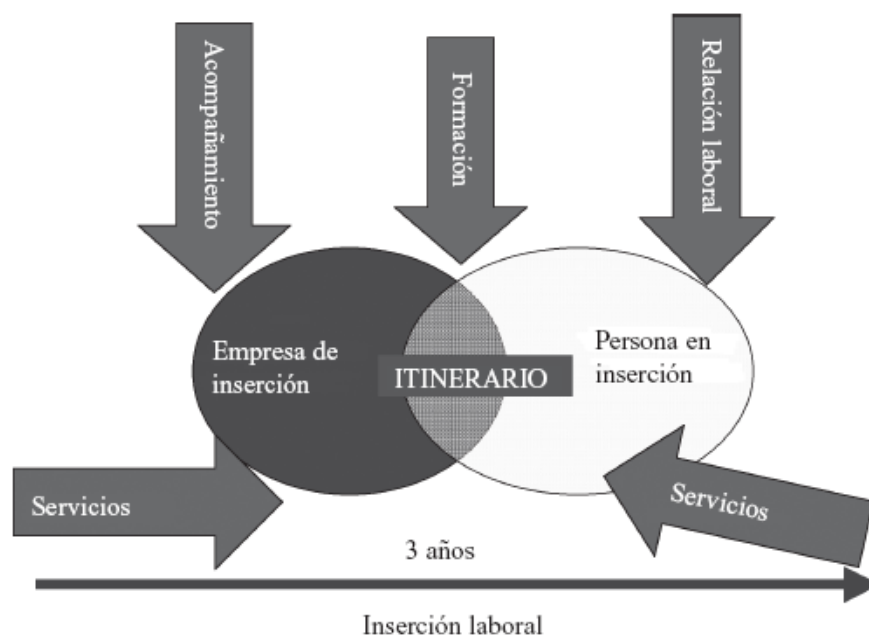 Acompañamiento
Formación
Relación laboral
Empresa de
inserción
ITINERARIO
Persona en
inserción
Servicios
Servicios
3 años
Inserción laboral